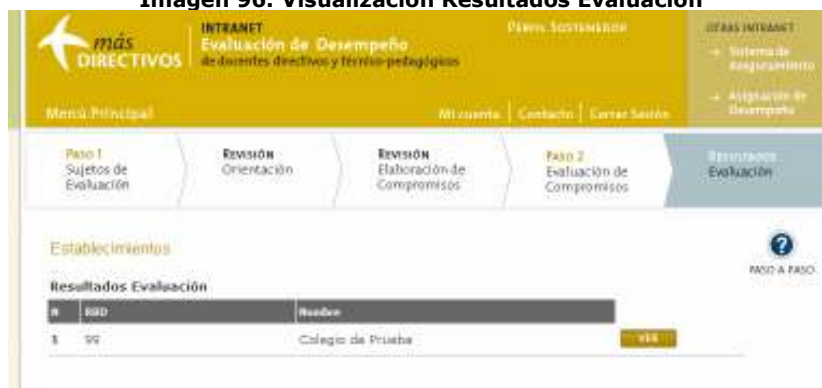 Imagen 96. Visualización Resultados Evaluación
más
DIRECTIVOS
INTRANET
Evaluación de Desempeño
de docentes directivos y técnico-pedagógicos
PERFIL SOSTENEDOR
OTRAS INTRANET
→ Sistema de
Aseguramiento
→ Asignación de
Desempeño
Menú Principal
Mi cuenta | Contacto | Cerrar Sesión
PASO 1
Sujetos de
Evaluación
REVISIÓN
Orientación
REVISIÓN
Elaboración de
Compromisos
PASO 2
Evaluación de
Compromisos
RESULTADOS
Evaluación
Establecimientos
PASO A PASO
Resultados Evaluación
N RBD Nombre
1 99 Colegio de Prueba VER